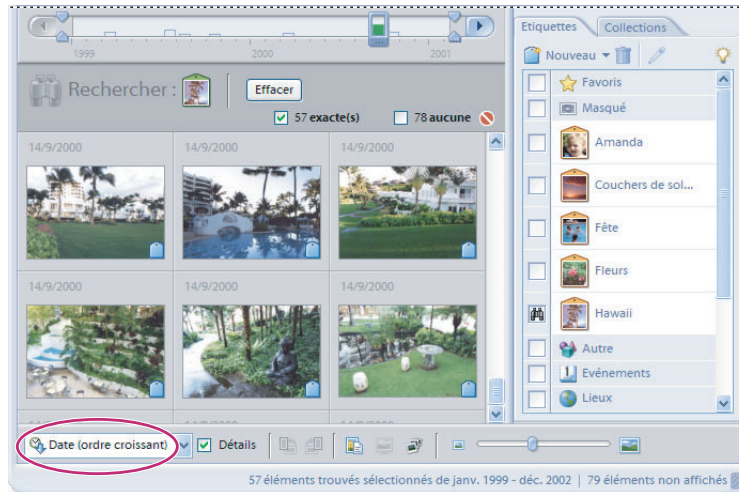 1999 2000 2001
Rechercher : Effacer
57 exacte(s) 78 aucune
14/9/2000 14/9/2000 14/9/2000
14/9/2000 14/9/2000 14/9/2000
Date (ordre croissant) Détails
Etiquettes Collections
Nouveau
Favoris
Masqué
Amanda
Couchers de sol...
Fête
Fleurs
Hawaii
Autre
1 Evénements
Lieux
57 éléments trouvés sélectionnés de janv. 1999 - déc. 2002 | 79 éléments non affichés